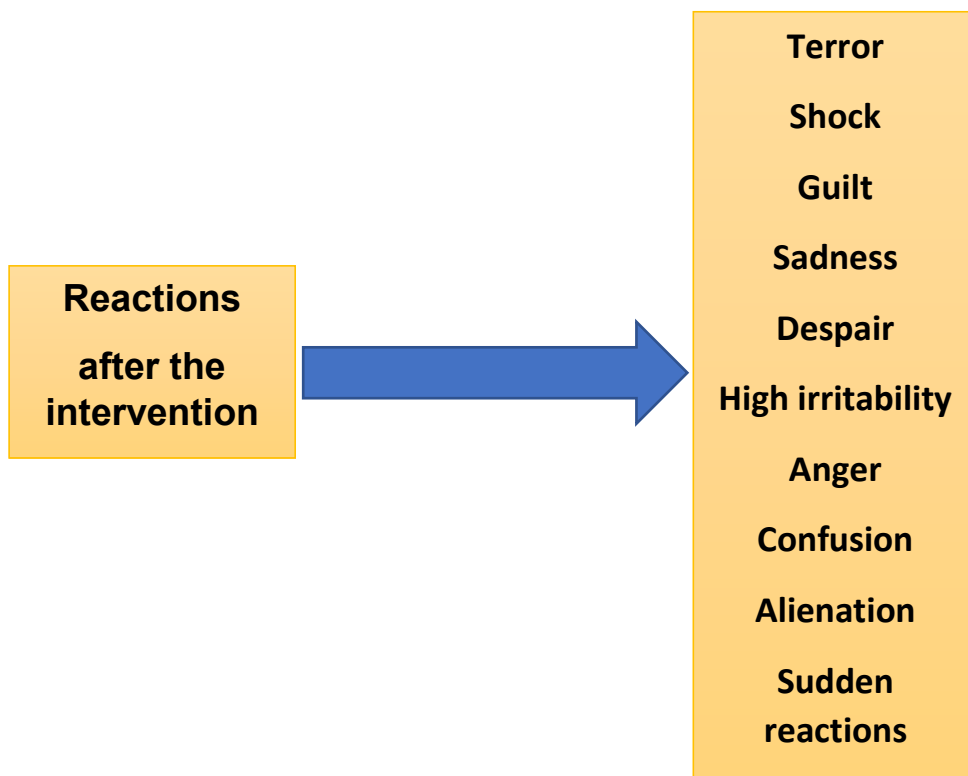 Reactions
after the
intervention
Terror
Shock
Guilt
Sadness
Despair
High irritability
Anger
Confusion
Alienation
Sudden
reactions